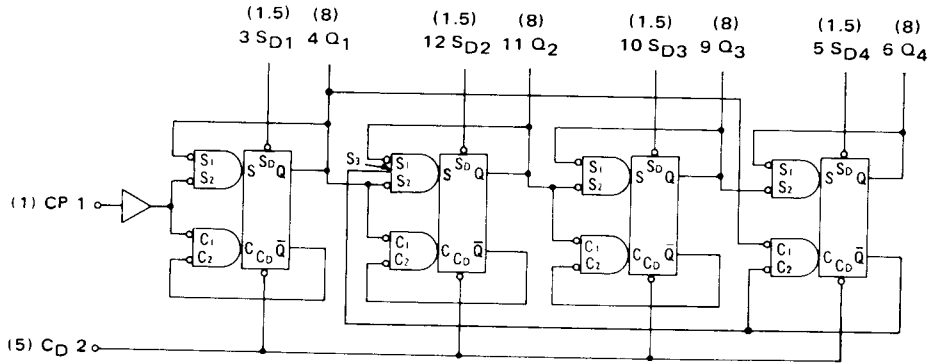 (1.5) (8) (1.5) (8) (1.5) (8) (1.5) (8)
3 SD1 4 Q1 12 SD2 11 Q2 10 SD3 9 Q3 5 SD4 6 Q4
S1 S2 S SD Q
S3 S1 S2 S SD Q
S1 S2 S SD Q
S1 S2 S SD Q
(1) CP 1
C1 C2 C CD Q̅
C1 C2 C CD Q̅
C1 C2 C CD Q̅
C1 C2 C CD Q̅
(5) CD 2